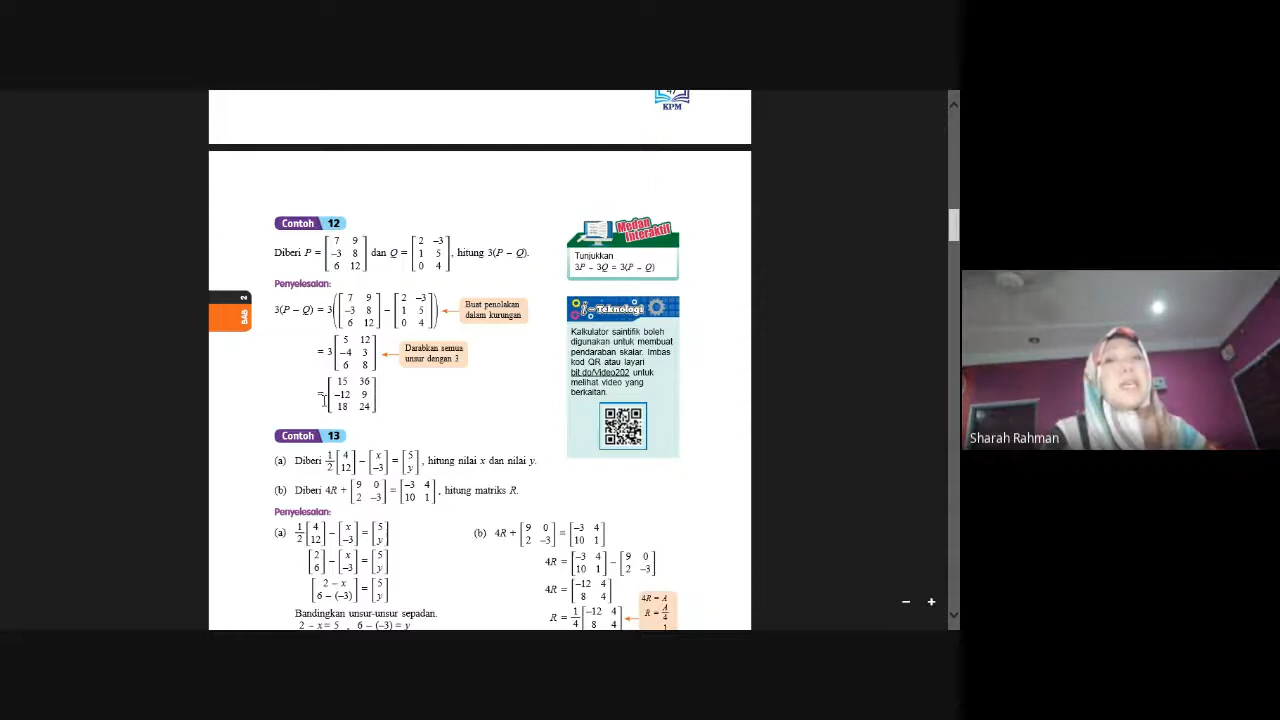 47
KPM
Contoh 12
Diberi P = [7 9; −3 8; 6 12] dan Q = [2 −3; 1 5; 0 4], hitung 3(P − Q).
Penyelesaian:
3(P − Q) = 3([7 9; −3 8; 6 12] − [2 −3; 1 5; 0 4])
Buat penolakan
dalam kurungan
= 3[5 12; −4 3; 6 8]
Darabkan semua
unsur dengan 3
= [15 36; −12 9; 18 24]
Medan
Interaktif
Tunjukkan
3P − 3Q = 3(P − Q)
i-Teknologi
Kalkulator saintifik boleh
digunakan untuk membuat
pendaraban skalar. Imbas
kod QR atau layari
bit.do/Video202 untuk
melihat video yang
berkaitan.
BAB 2
Contoh 13
(a) Diberi 1/2[4; 12] − [x; −3] = [5; y], hitung nilai x dan nilai y.
(b) Diberi 4R + [9 0; 2 −3] = [−3 4; 10 1], hitung matriks R.
Penyelesaian:
(a) 1/2[4; 12] − [x; −3] = [5; y]
[2; 6] − [x; −3] = [5; y]
[2 − x; 6 − (−3)] = [5; y]
Bandingkan unsur-unsur sepadan.
2 − x = 5 , 6 − (−3) = y
(b) 4R + [9 0; 2 −3] = [−3 4; 10 1]
4R = [−3 4; 10 1] − [9 0; 2 −3]
4R = [−12 4; 8 4]
R = 1/4[−12 4; 8 4]
4R = A
R = A/4
1
Sharah Rahman